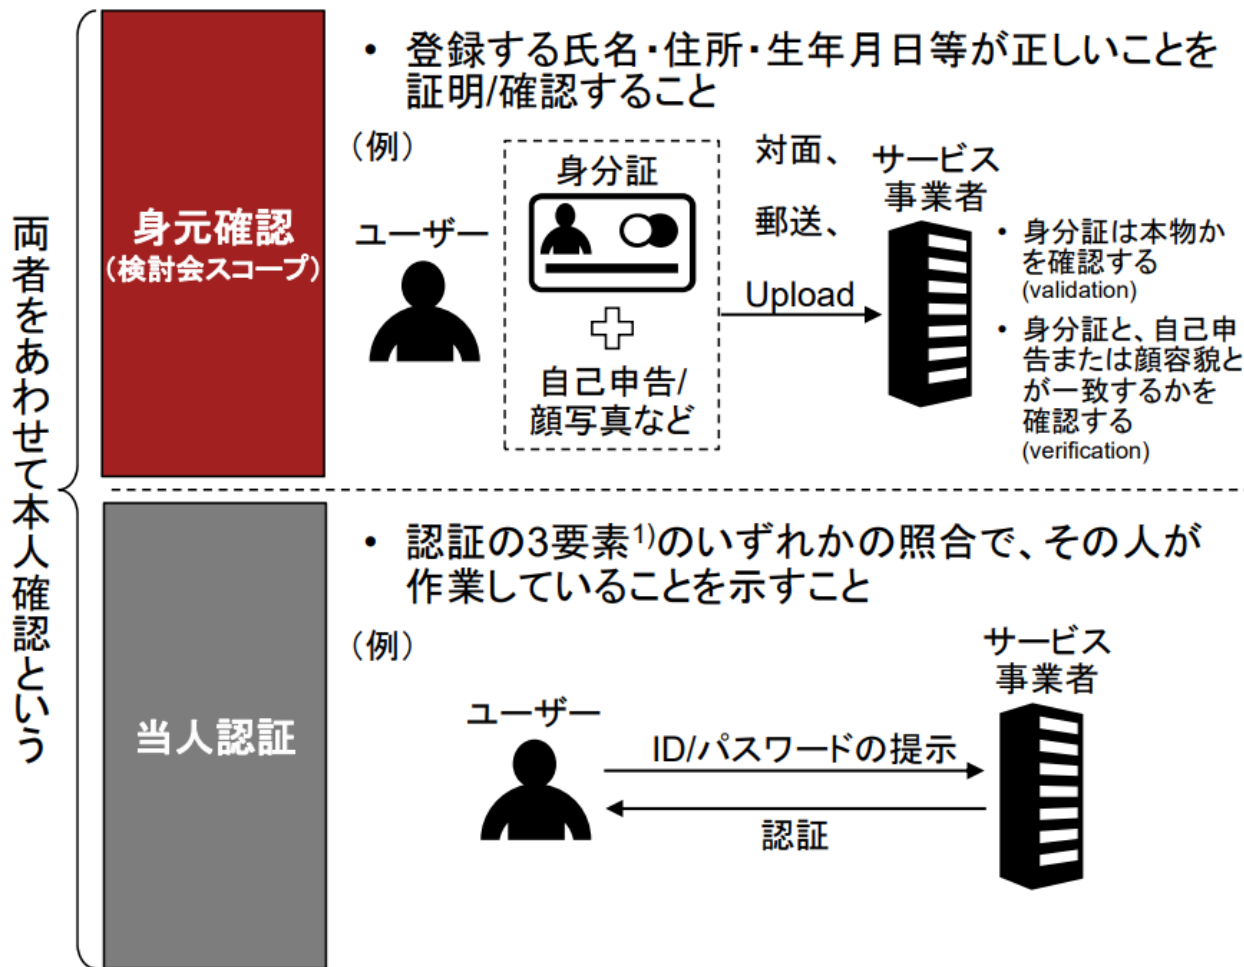 両者をあわせて本人確認という
身元確認
（検討会スコープ）
• 登録する氏名・住所・生年月日等が正しいことを
証明/確認すること
（例）
ユーザー
身分証
自己申告/
顔写真など
対面、
郵送、
Upload
サービス
事業者
• 身分証は本物か
を確認する
(validation)
• 身分証と、自己申
告または顔容貌と
が一致するかを
確認する
(verification)
当人認証
• 認証の3要素1)のいずれかの照合で、その人が
作業していることを示すこと
（例）
ユーザー
ID/パスワードの提示
認証
サービス
事業者